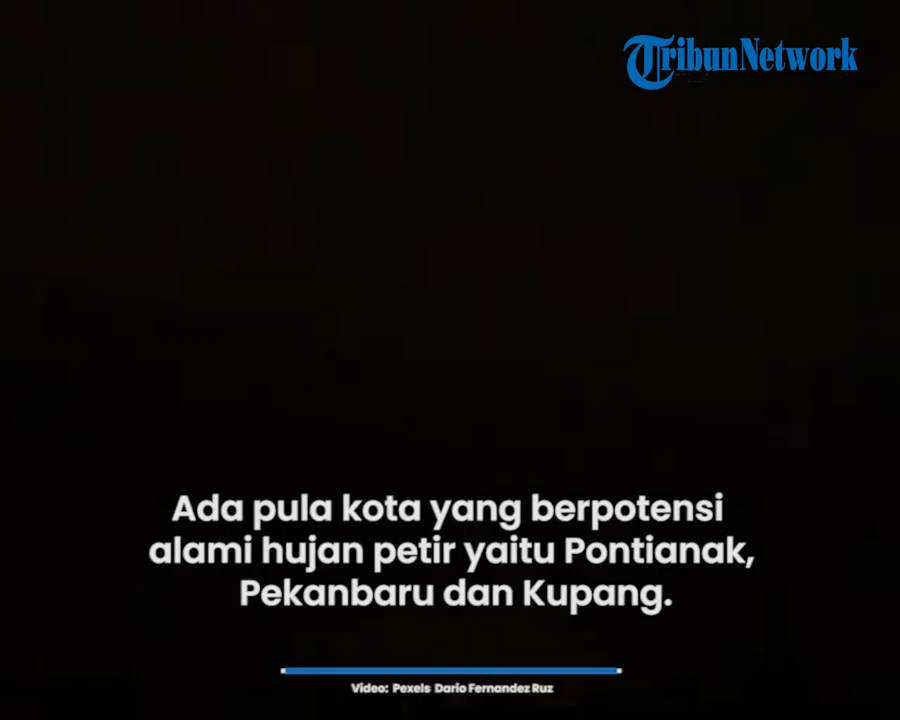 TribunNetwork
Ada pula kota yang berpotensi
alami hujan petir yaitu Pontianak,
Pekanbaru dan Kupang.
Video: Pexels Dario Fernandez Ruz